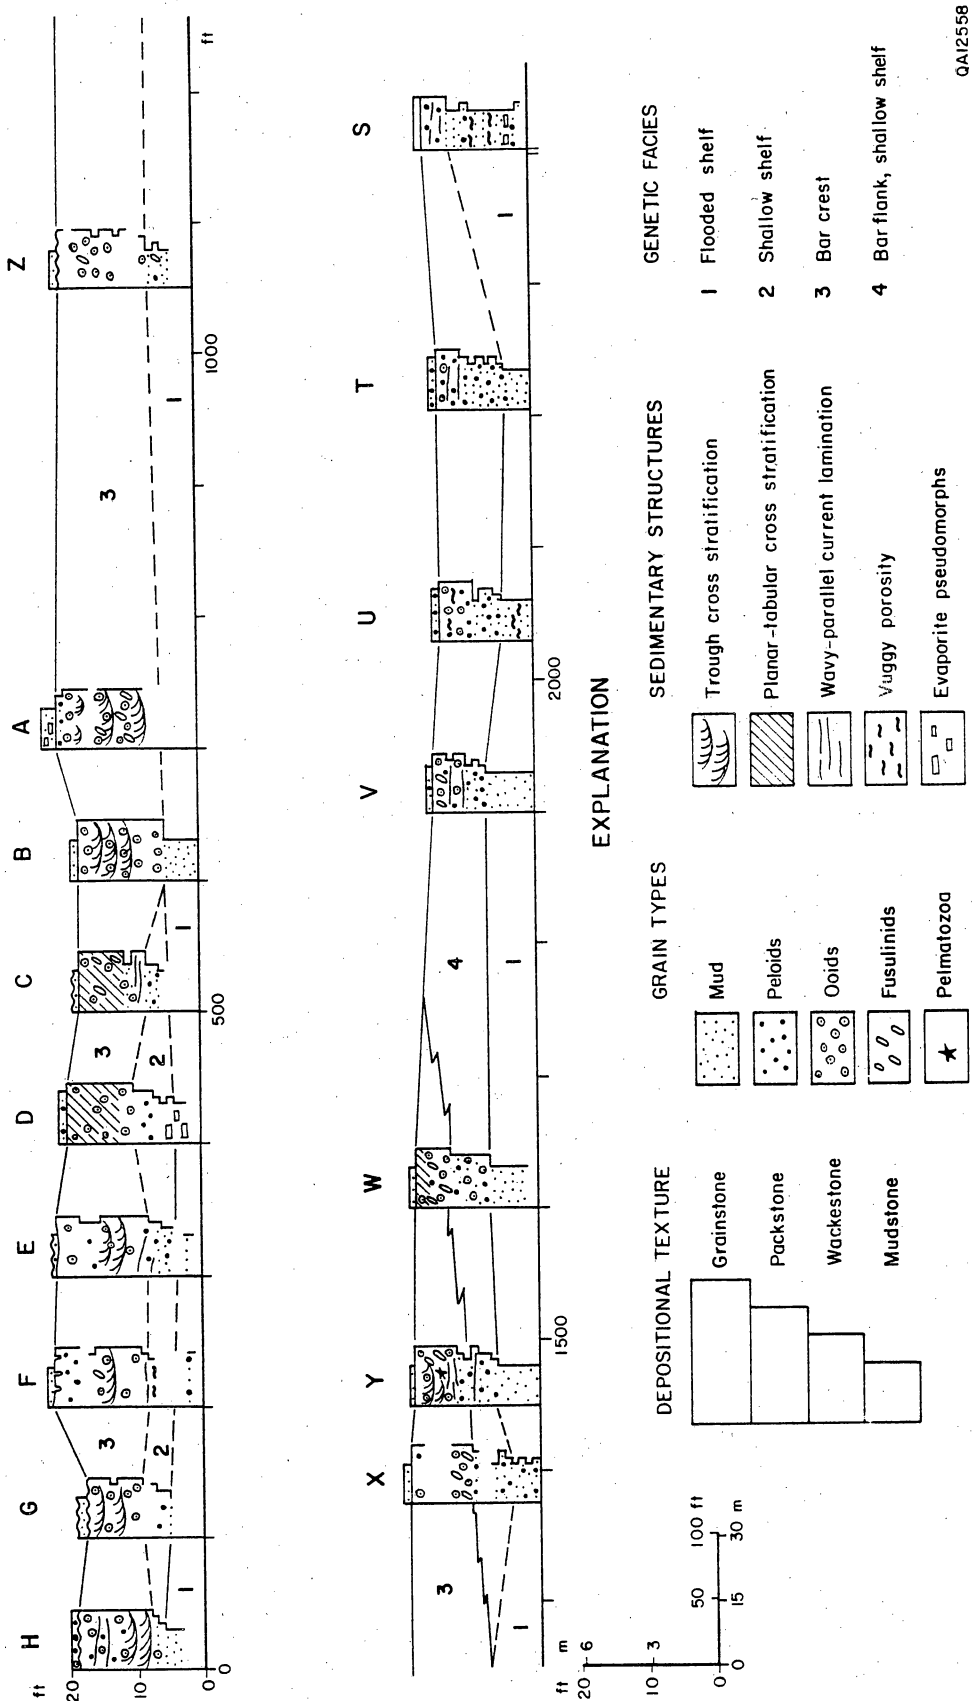 H G F E D C B A Z
ft
20
10
0
500
1000
ft
1
3
2
3
2
1
3
1
X Y W V U T S
3
1
4
1
1
1500
2000
ft m
20 6
10 3
0 0
50 100 ft
15 30 m
EXPLANATION
DEPOSITIONAL TEXTURE
Grainstone
Packstone
Wackestone
Mudstone
GRAIN TYPES
Mud
Peloids
Ooids
Fusulinids
Pelmatozoa
SEDIMENTARY STRUCTURES
Trough cross stratification
Planar-tabular cross stratification
Wavy-parallel current lamination
Vuggy porosity
Evaporite pseudomorphs
GENETIC FACIES
1 Flooded shelf
2 Shallow shelf
3 Bar crest
4 Bar flank, shallow shelf
QA12558